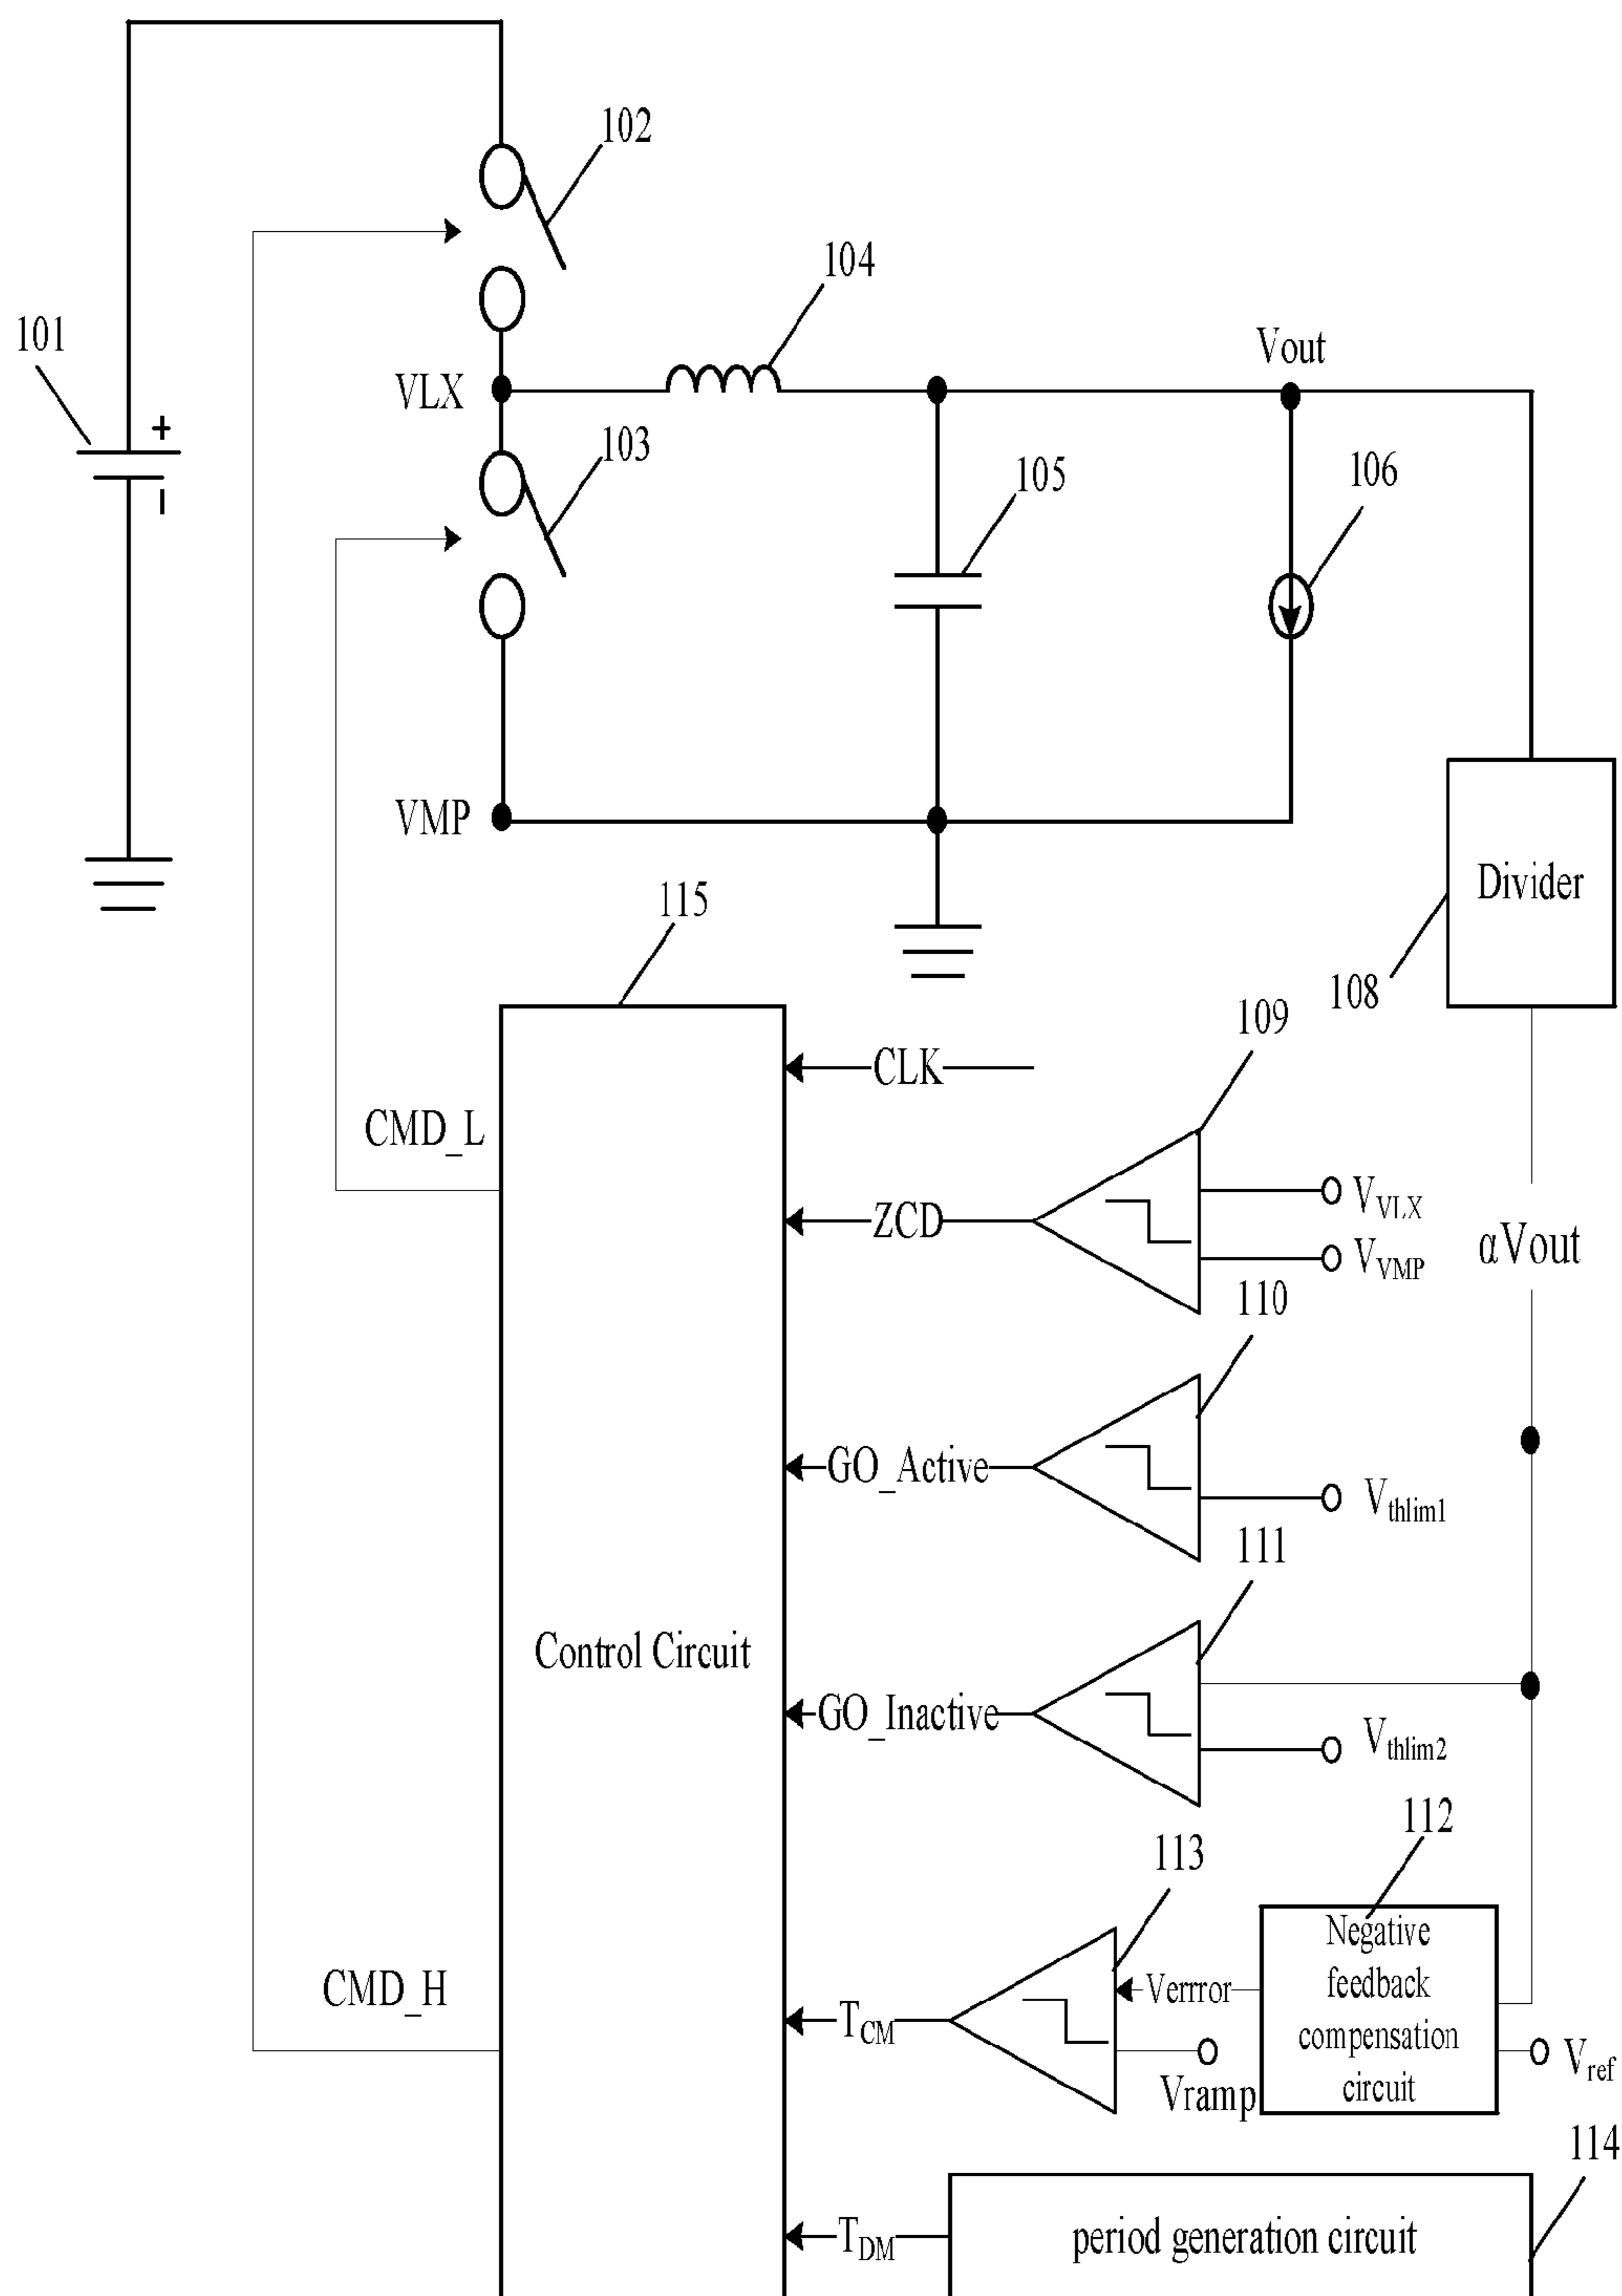 102
104
101
Vout
VLX
103
105
106
VMP
Divider
115
108
109
CLK
CMD_L
ZCD
V_VLX
αVout
V_VMP
110
GO_Active
V_thlim1
111
Control Circuit
GO_Inactive
V_thlim2
112
113
Negative
feedback
compensation
circuit
CMD_H
Verrror
T_CM
Vramp
V_ref
114
T_DM
period generation circuit